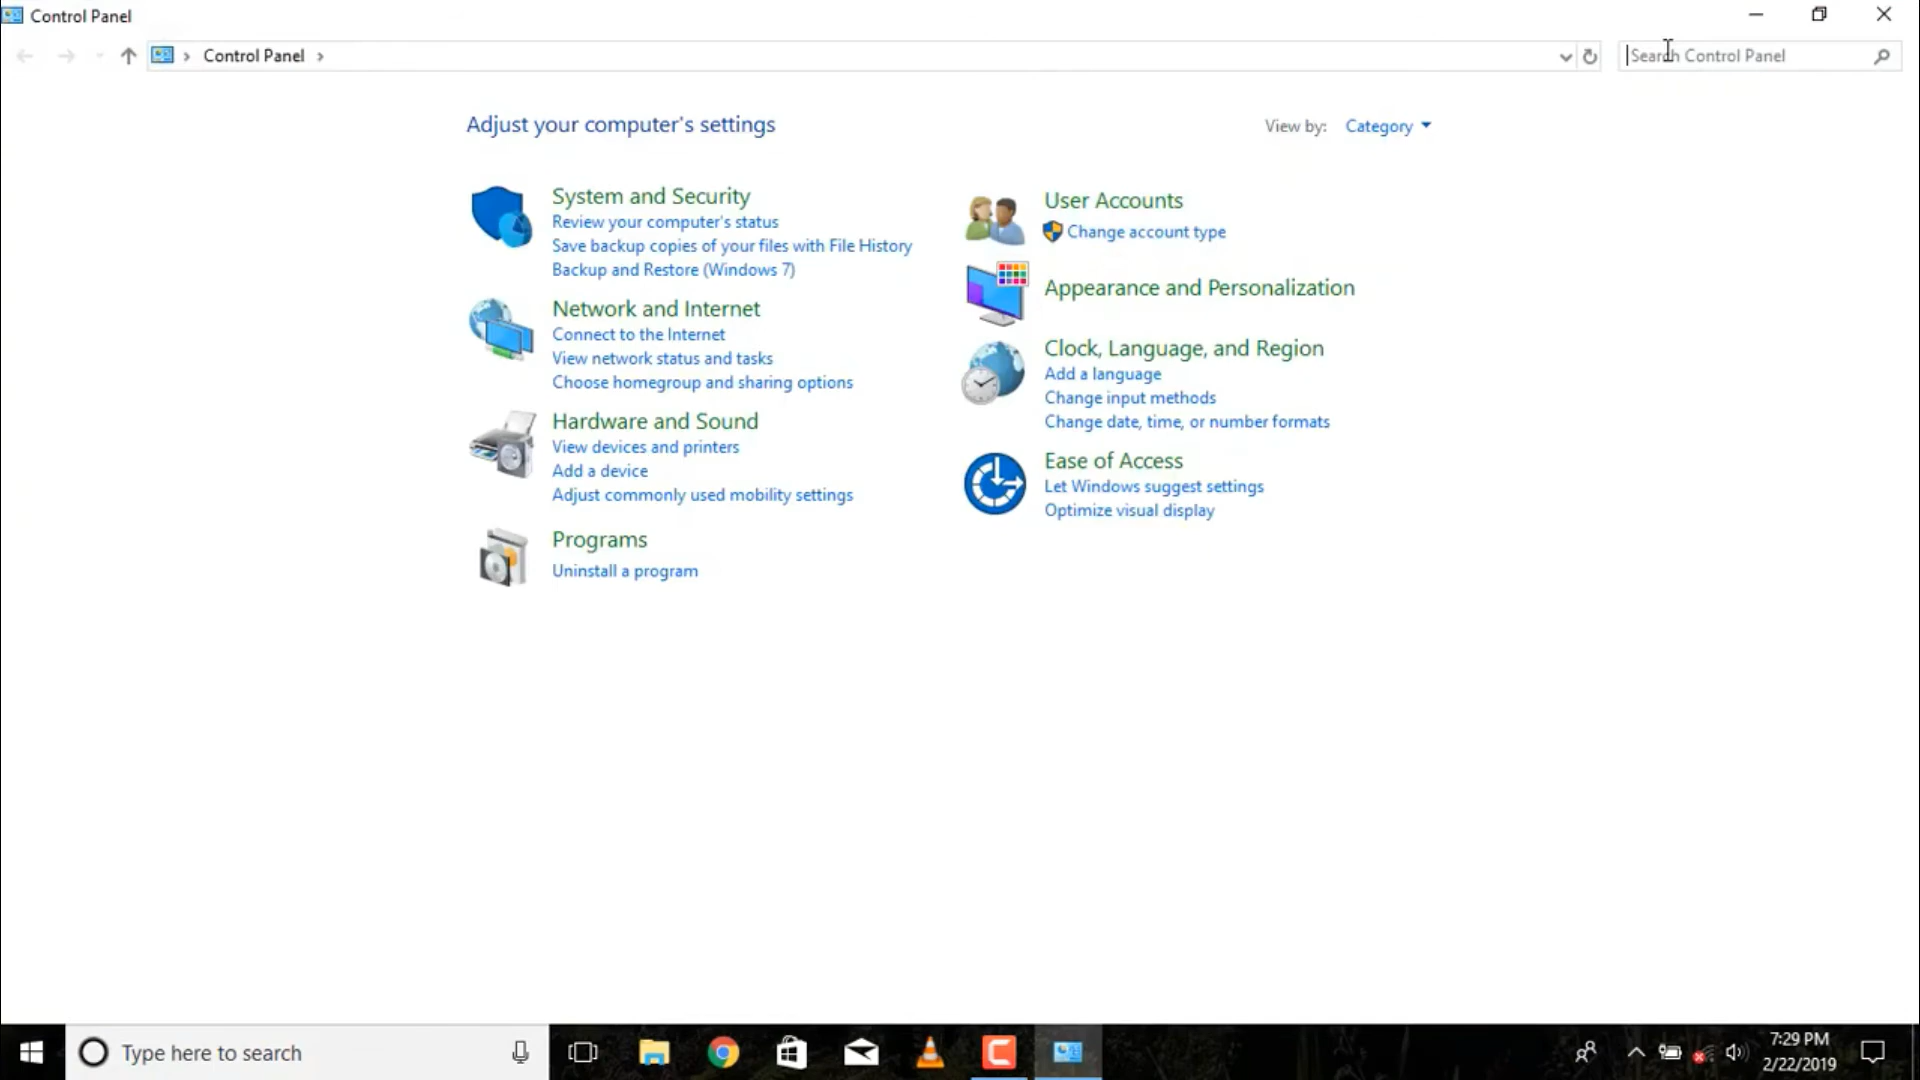 Control Panel
Control Panel
Search Control Panel
Adjust your computer's settings
View by: Category
System and Security
Review your computer's status
Save backup copies of your files with File History
Backup and Restore (Windows 7)
Network and Internet
Connect to the Internet
View network status and tasks
Choose homegroup and sharing options
Hardware and Sound
View devices and printers
Add a device
Adjust commonly used mobility settings
Programs
Uninstall a program
User Accounts
Change account type
Appearance and Personalization
Clock, Language, and Region
Add a language
Change input methods
Change date, time, or number formats
Ease of Access
Let Windows suggest settings
Optimize visual display
Type here to search
7:29 PM
2/22/2019